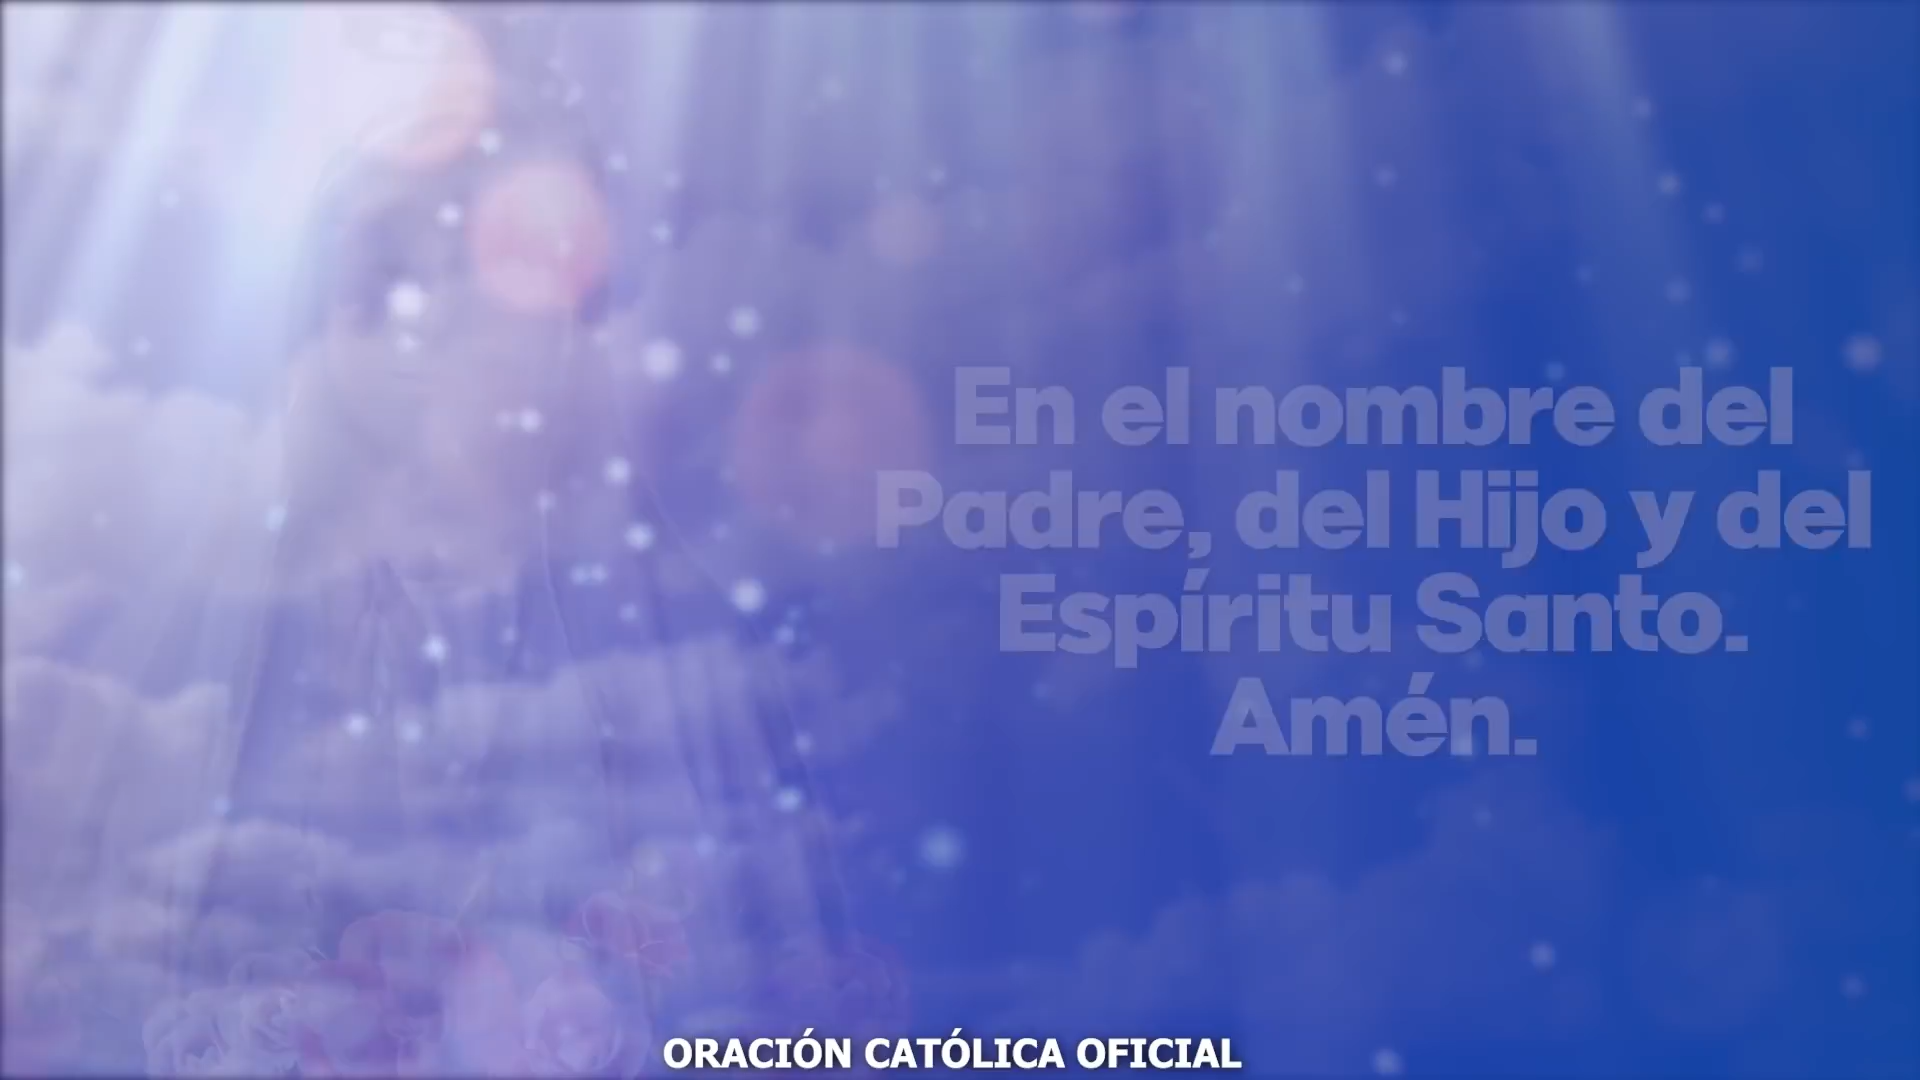 En el nombre del
Padre, del Hijo y del
Espíritu Santo.
Amén.
ORACIÓN CATÓLICA OFICIAL